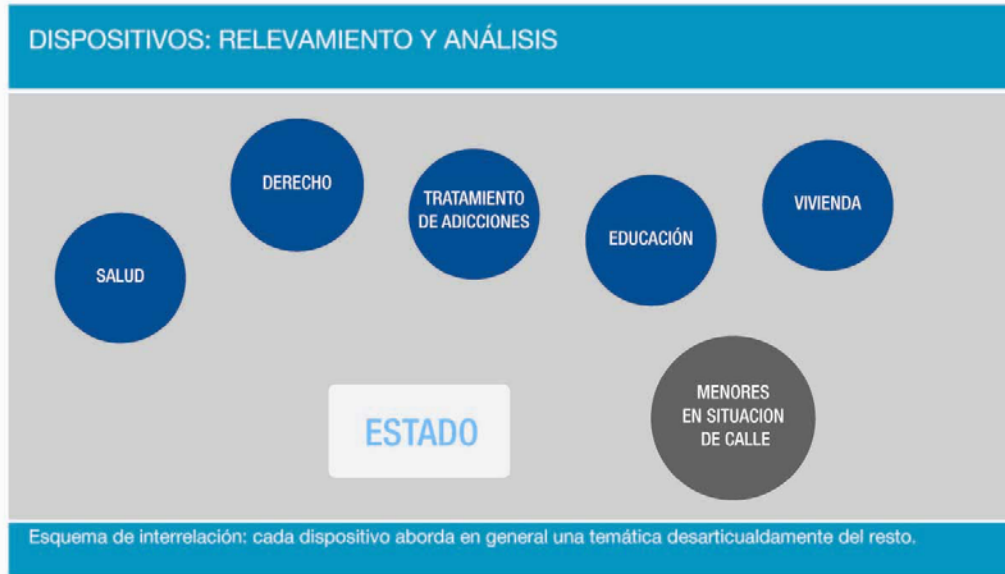 DISPOSITIVOS: RELEVAMIENTO Y ANÁLISIS
DERECHO
TRATAMIENTO
DE ADICCIONES
VIVIENDA
EDUCACIÓN
SALUD
MENORES
EN SITUACION
DE CALLE
ESTADO
Esquema de interrelación: cada dispositivo aborda en general una temática desarticualdamente del resto.